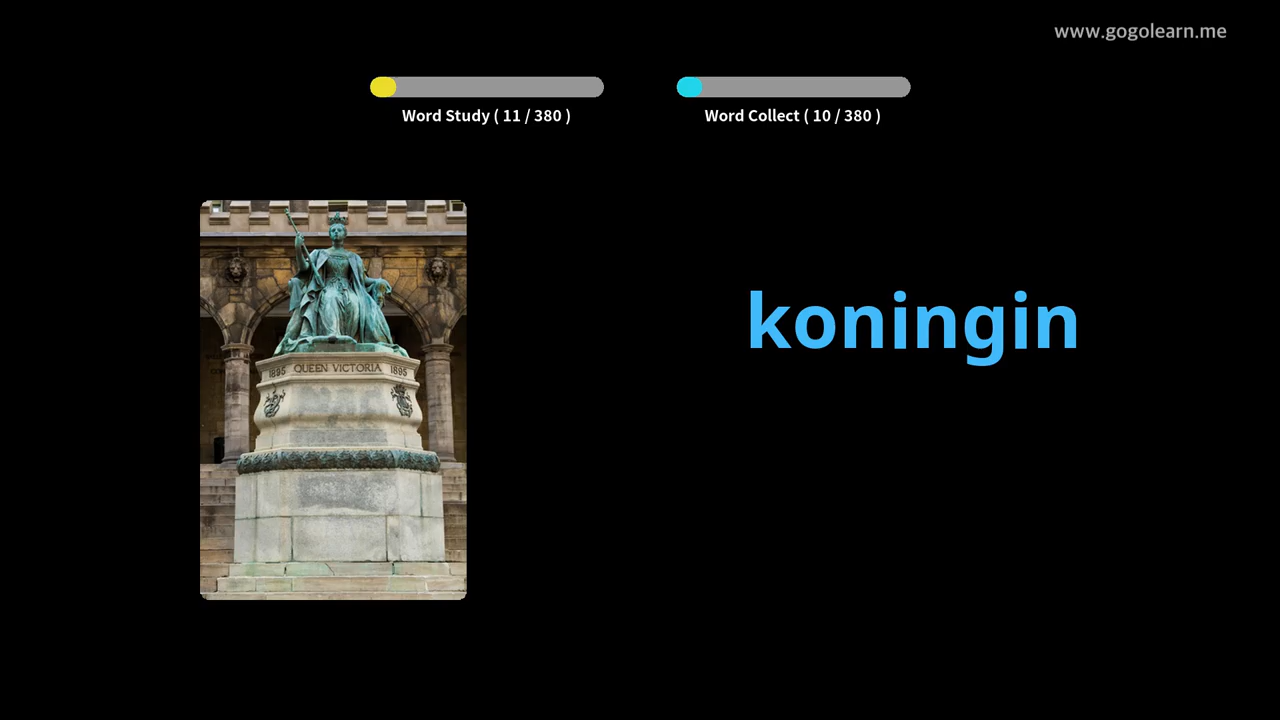 www.gogolearn.me
Word Study ( 11 / 380 )
Word Collect ( 10 / 380 )
1895 QUEEN VICTORIA 1895
koningin